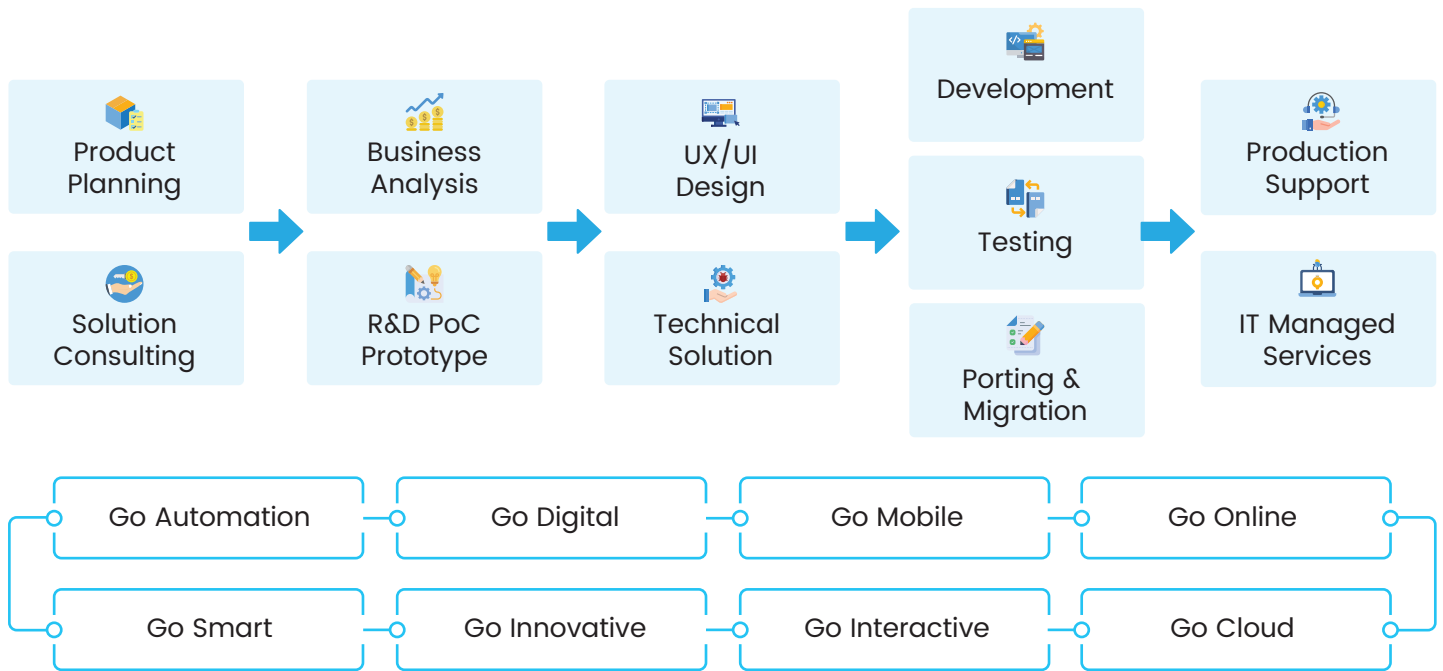 Product
Planning
Solution
Consulting
Business
Analysis
R&D PoC
Prototype
UX/UI
Design
Technical
Solution
Development
Testing
Porting &
Migration
Production
Support
IT Managed
Services
Go Automation
Go Digital
Go Mobile
Go Online
Go Smart
Go Innovative
Go Interactive
Go Cloud